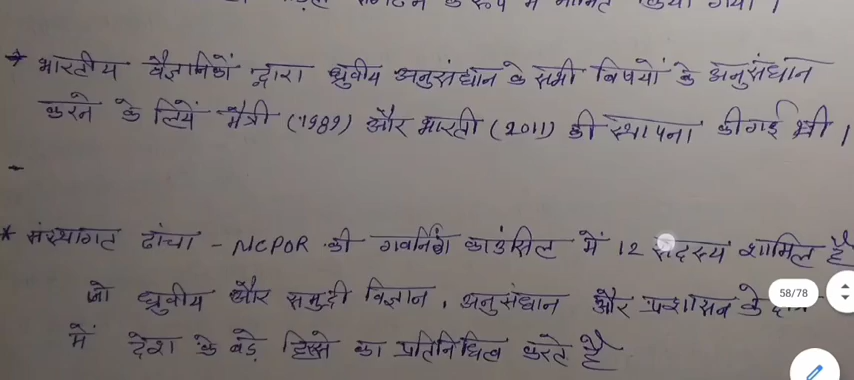 के रूप में नामित किया गया।
→ भारतीय वैज्ञानिकों द्वारा ध्रुवीय अनुसंधान के सभी विषयों के अनुसंधान
करने के लियें मैत्री (1989) और भारती (2011) की स्थापना कीगई थी।
* संस्थागत ढांचा - NCPOR की गवर्निंग काउंसिल में 12 सदस्य शामिल है
जो ध्रुवीय और समुद्री विज्ञान, अनुसंधान और प्रशासन के
58/78
में देश के बड़े हिस्से का प्रतिनिधित्व करते है